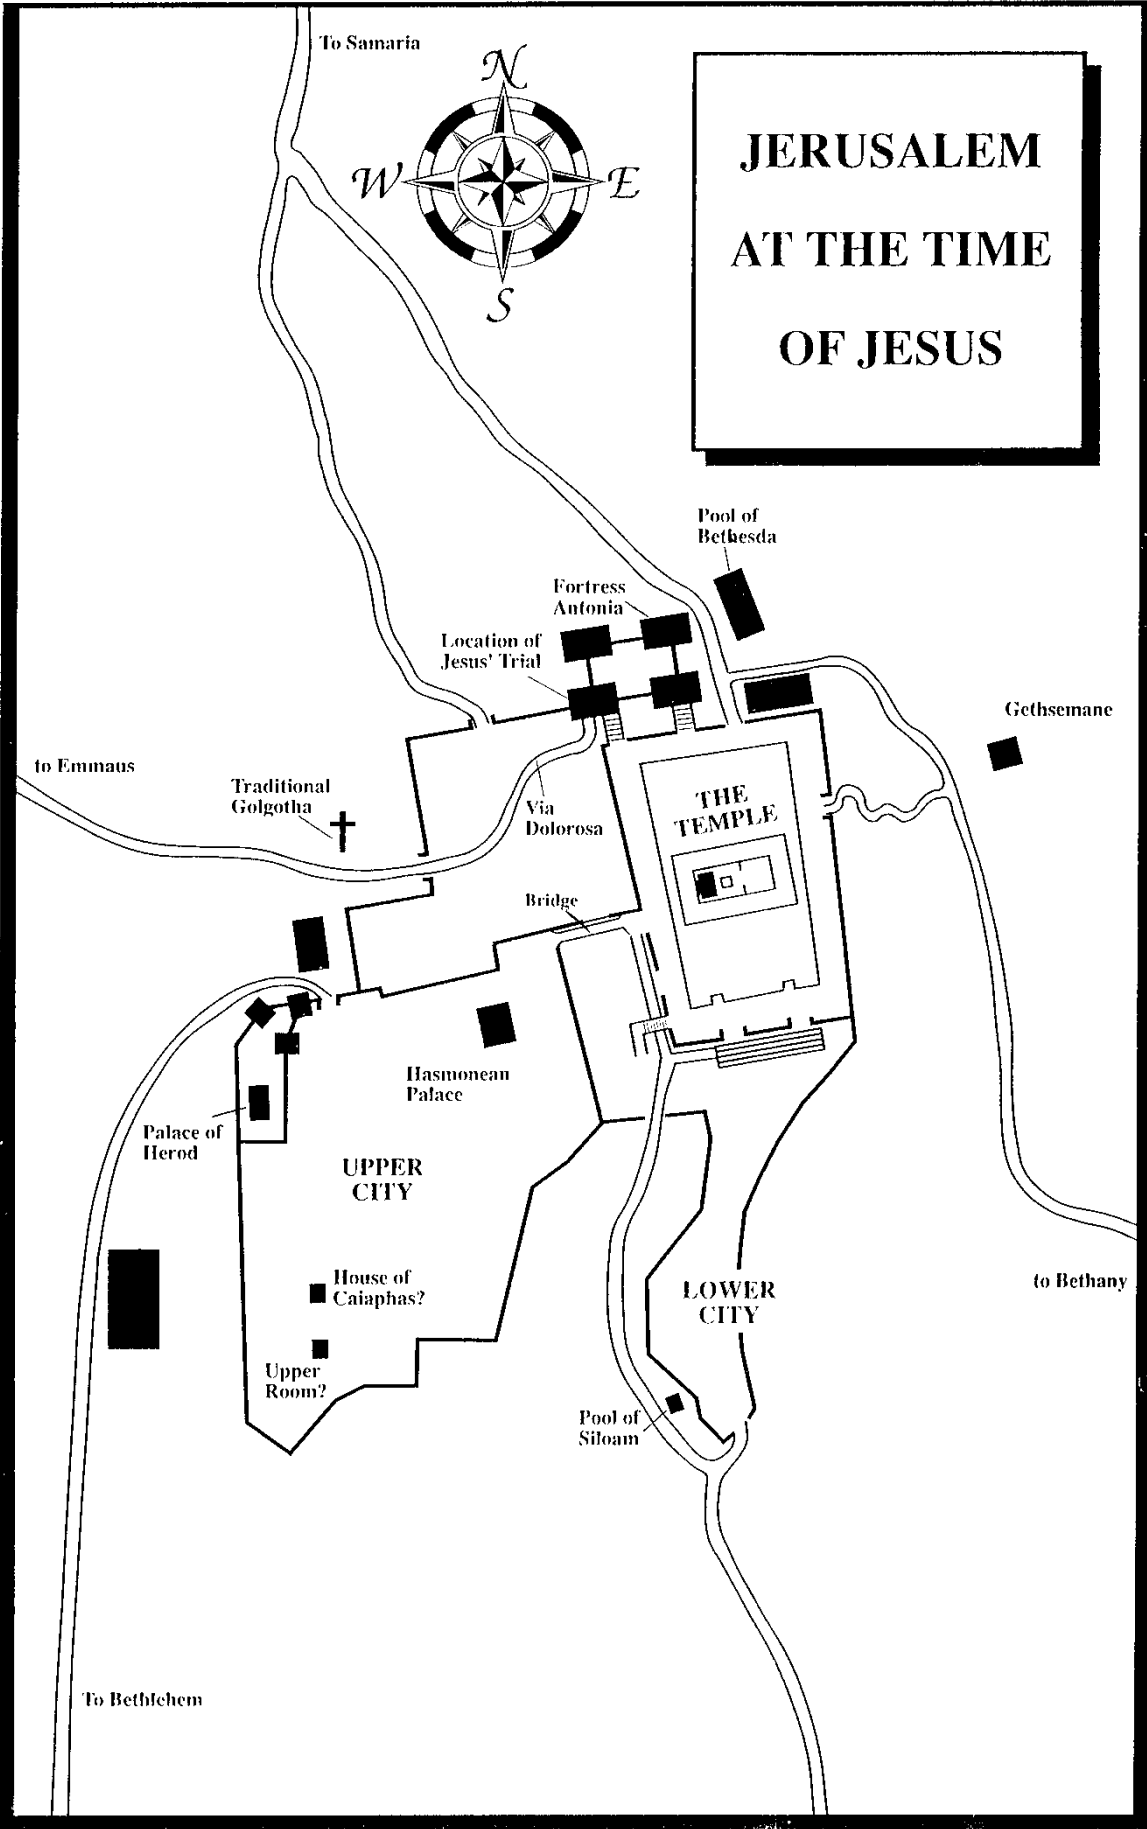 To Samaria
N
W
E
S
JERUSALEM
AT THE TIME
OF JESUS
Pool of
Bethesda
Fortress
Antonia
Location of
Jesus' Trial
Gethsemane
to Emmaus
Traditional
Golgotha
Via
Dolorosa
THE
TEMPLE
Bridge
Hasmonean
Palace
Palace of
Herod
UPPER
CITY
House of
Caiaphas?
LOWER
CITY
to Bethany
Upper
Room?
Pool of
Siloam
To Bethlehem